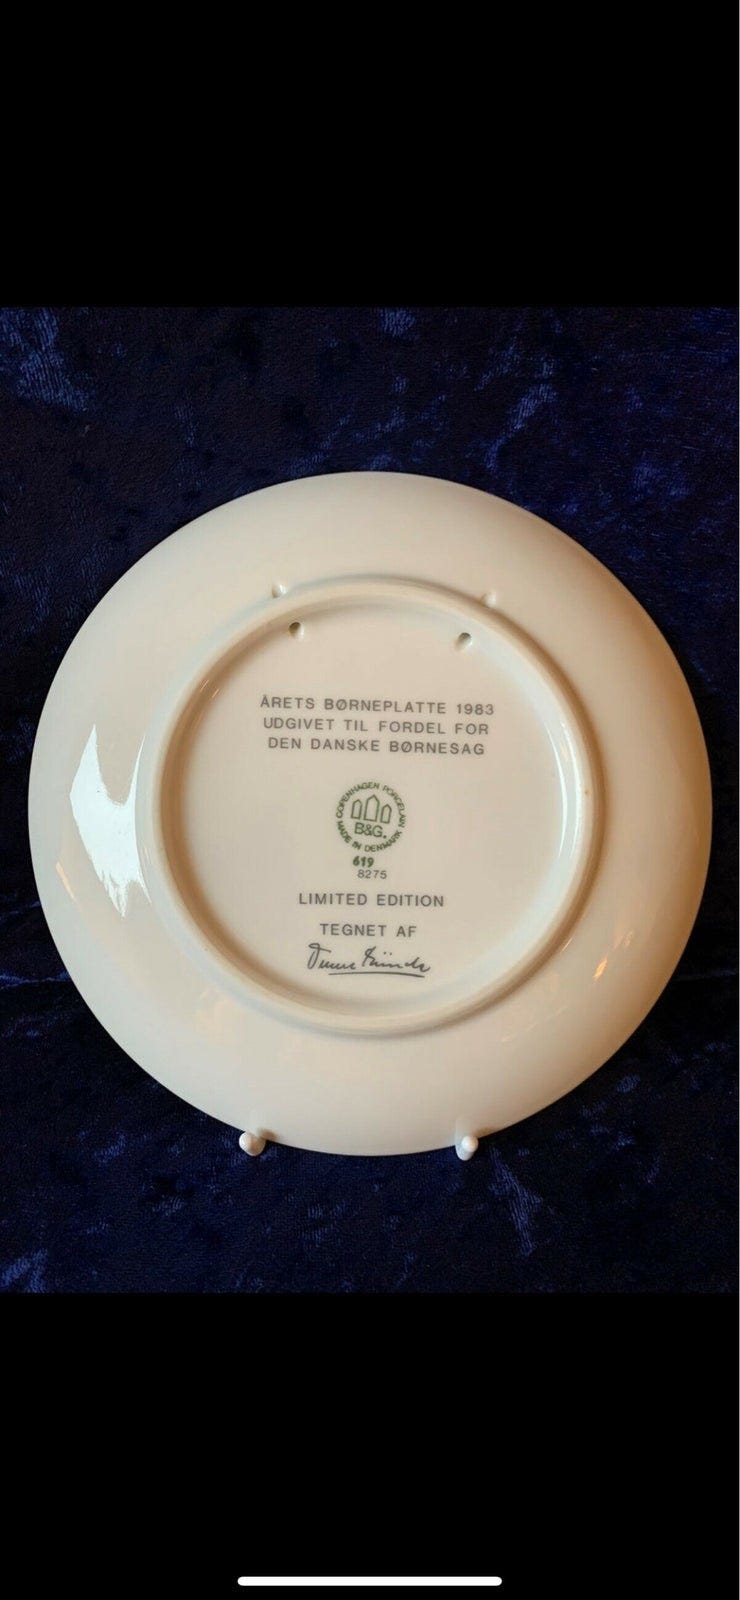 ÅRETS BØRNEPLATTE 1983
UDGIVET TIL FORDEL FOR
DEN DANSKE BØRNESAG
COPENHAGEN PORCELAIN
B&G.
MADE IN DENMARK
619
8275
LIMITED EDITION
TEGNET AF